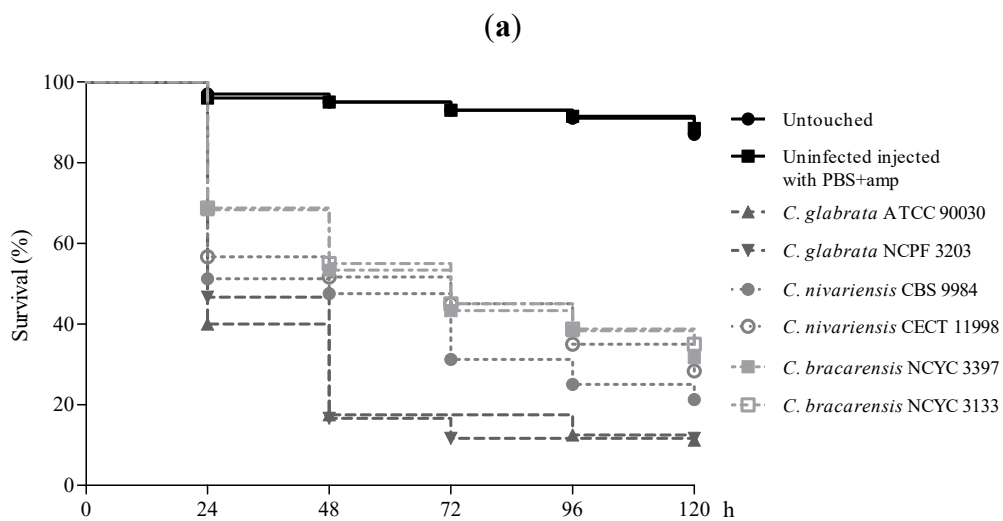 (a)
Survival (%)
100
80
60
40
20
0
0 24 48 72 96 120 h
Untouched
Uninfected injected
with PBS+amp
C. glabrata ATCC 90030
C. glabrata NCPF 3203
C. nivariensis CBS 9984
C. nivariensis CECT 11998
C. bracarensis NCYC 3397
C. bracarensis NCYC 3133